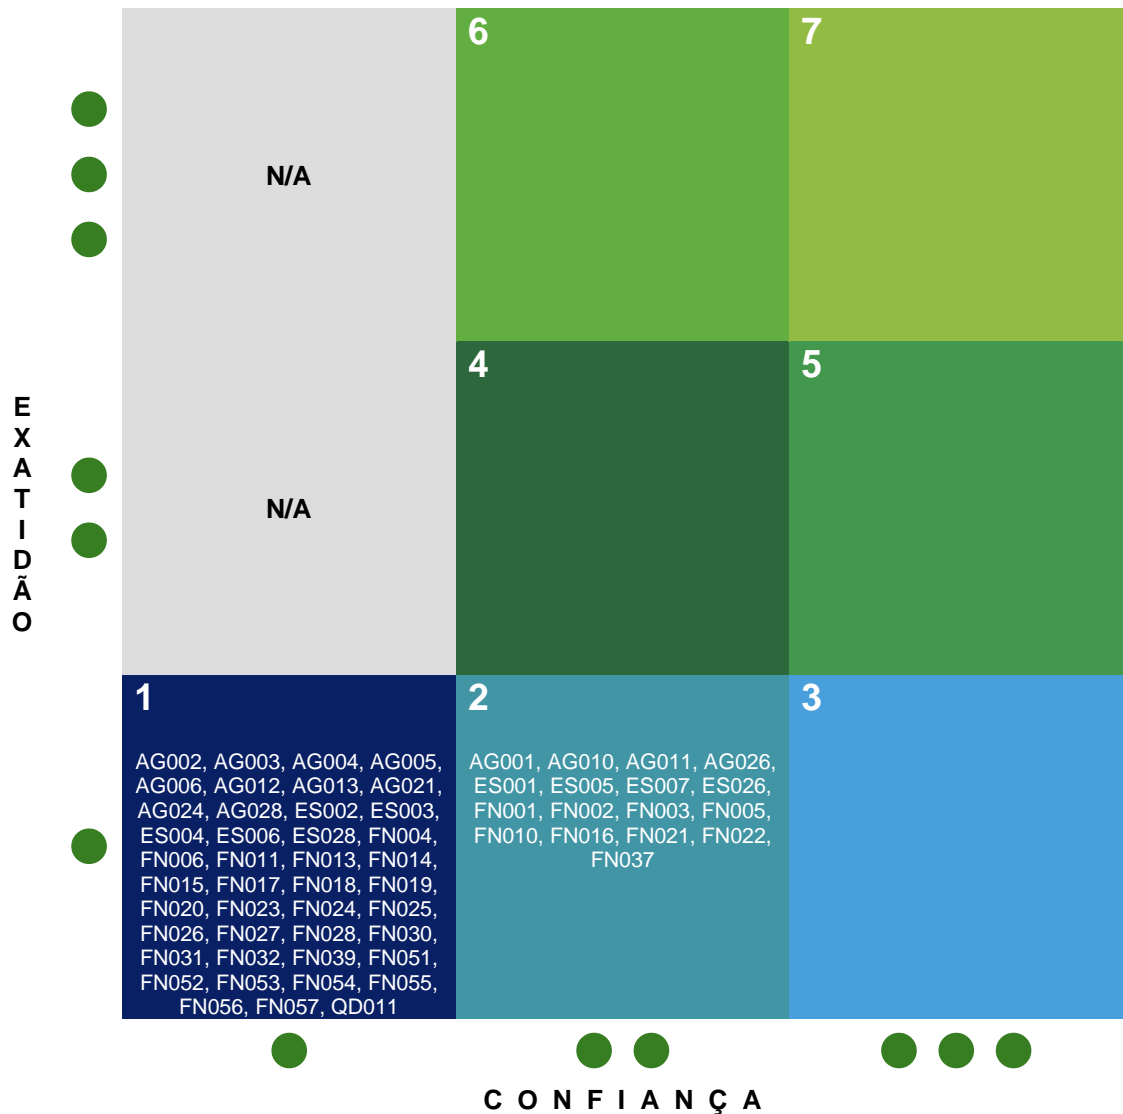 6
7
N/A
4
5
EXATIDÃO
N/A
1
AG002, AG003, AG004, AG005,
AG006, AG012, AG013, AG021,
AG024, AG028, ES002, ES003,
ES004, ES006, ES028, FN004,
FN006, FN011, FN013, FN014,
FN015, FN017, FN018, FN019,
FN020, FN023, FN024, FN025,
FN026, FN027, FN028, FN030,
FN031, FN032, FN039, FN051,
FN052, FN053, FN054, FN055,
FN056, FN057, QD011
2
AG001, AG010, AG011, AG026,
ES001, ES005, ES007, ES026,
FN001, FN002, FN003, FN005,
FN010, FN016, FN021, FN022,
FN037
3
CONFIANÇA